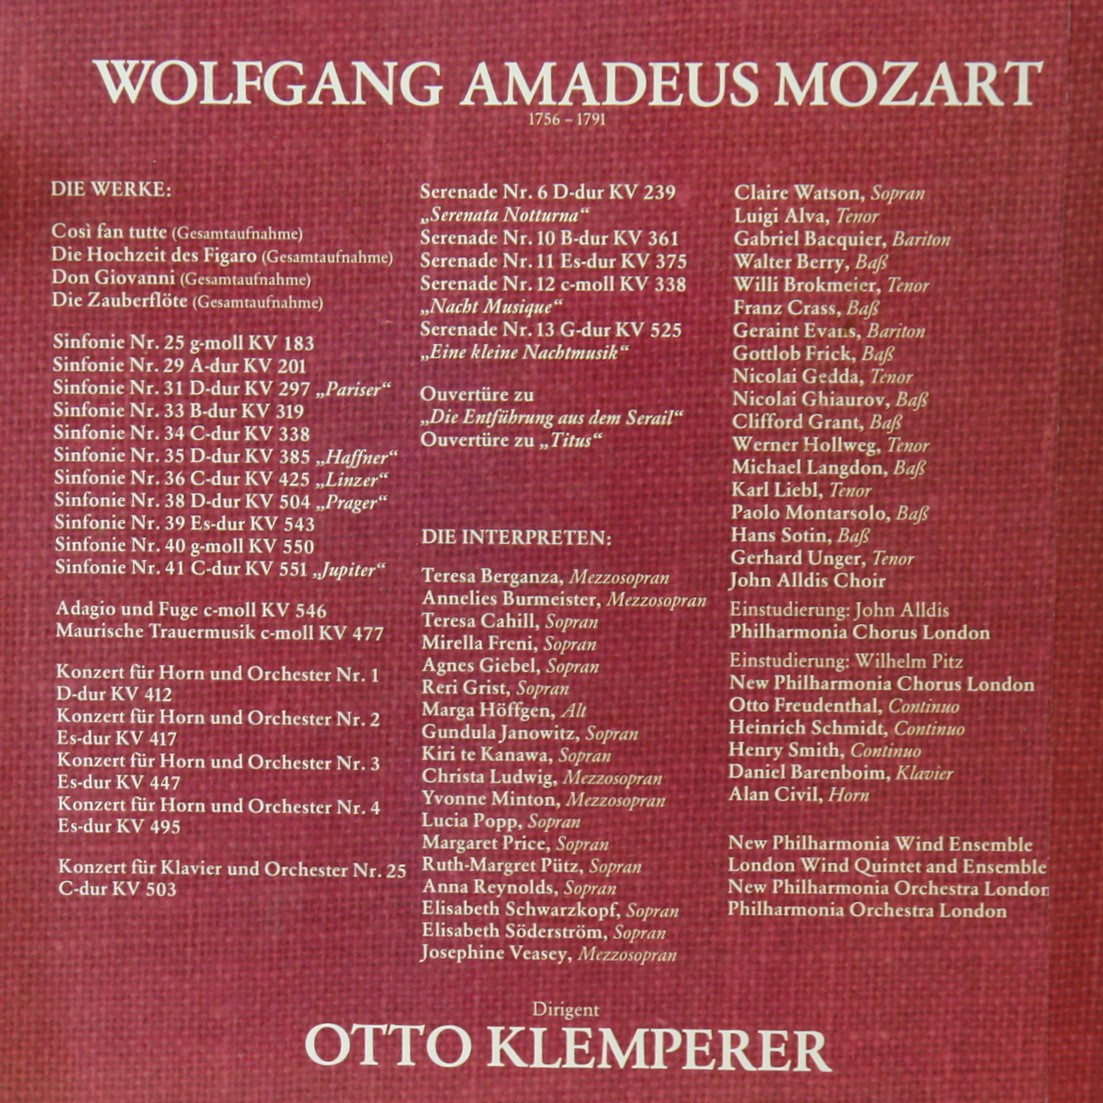 WOLFGANG AMADEUS MOZART
1756 – 1791
DIE WERKE:
Così fan tutte (Gesamtaufnahme)
Die Hochzeit des Figaro (Gesamtaufnahme)
Don Giovanni (Gesamtaufnahme)
Die Zauberflöte (Gesamtaufnahme)
Sinfonie Nr. 25 g-moll KV 183
Sinfonie Nr. 29 A-dur KV 201
Sinfonie Nr. 31 D-dur KV 297 „Pariser“
Sinfonie Nr. 33 B-dur KV 319
Sinfonie Nr. 34 C-dur KV 338
Sinfonie Nr. 35 D-dur KV 385 „Haffner“
Sinfonie Nr. 36 C-dur KV 425 „Linzer“
Sinfonie Nr. 38 D-dur KV 504 „Prager“
Sinfonie Nr. 39 Es-dur KV 543
Sinfonie Nr. 40 g-moll KV 550
Sinfonie Nr. 41 C-dur KV 551 „Jupiter“
Adagio und Fuge c-moll KV 546
Maurische Trauermusik c-moll KV 477
Konzert für Horn und Orchester Nr. 1
D-dur KV 412
Konzert für Horn und Orchester Nr. 2
Es-dur KV 417
Konzert für Horn und Orchester Nr. 3
Es-dur KV 447
Konzert für Horn und Orchester Nr. 4
Es-dur KV 495
Konzert für Klavier und Orchester Nr. 25
C-dur KV 503
Serenade Nr. 6 D-dur KV 239
„Serenata Notturna“
Serenade Nr. 10 B-dur KV 361
Serenade Nr. 11 Es-dur KV 375
Serenade Nr. 12 c-moll KV 338
„Nacht Musique“
Serenade Nr. 13 G-dur KV 525
„Eine kleine Nachtmusik“
Ouvertüre zu
„Die Entführung aus dem Serail“
Ouvertüre zu „Titus“
DIE INTERPRETEN:
Teresa Berganza, Mezzosopran
Annelies Burmeister, Mezzosopran
Teresa Cahill, Sopran
Mirella Freni, Sopran
Agnes Giebel, Sopran
Reri Grist, Sopran
Marga Höffgen, Alt
Gundula Janowitz, Sopran
Kiri te Kanawa, Sopran
Christa Ludwig, Mezzosopran
Yvonne Minton, Mezzosopran
Lucia Popp, Sopran
Margaret Price, Sopran
Ruth-Margret Pütz, Sopran
Anna Reynolds, Sopran
Elisabeth Schwarzkopf, Sopran
Elisabeth Söderström, Sopran
Josephine Veasey, Mezzosopran
Claire Watson, Sopran
Luigi Alva, Tenor
Gabriel Bacquier, Bariton
Walter Berry, Baß
Willi Brokmeier, Tenor
Franz Crass, Baß
Geraint Evans, Bariton
Gottlob Frick, Baß
Nicolai Gedda, Tenor
Nicolai Ghiaurov, Baß
Clifford Grant, Baß
Werner Hollweg, Tenor
Michael Langdon, Baß
Karl Liebl, Tenor
Paolo Montarsolo, Baß
Hans Sotin, Baß
Gerhard Unger, Tenor
John Alldis Choir
Einstudierung: John Alldis
Philharmonia Chorus London
Einstudierung: Wilhelm Pitz
New Philharmonia Chorus London
Otto Freudenthal, Continuo
Heinrich Schmidt, Continuo
Henry Smith, Continuo
Daniel Barenboim, Klavier
Alan Civil, Horn
New Philharmonia Wind Ensemble
London Wind Quintet and Ensemble
New Philharmonia Orchestra London
Philharmonia Orchestra London
Dirigent
OTTO KLEMPERER